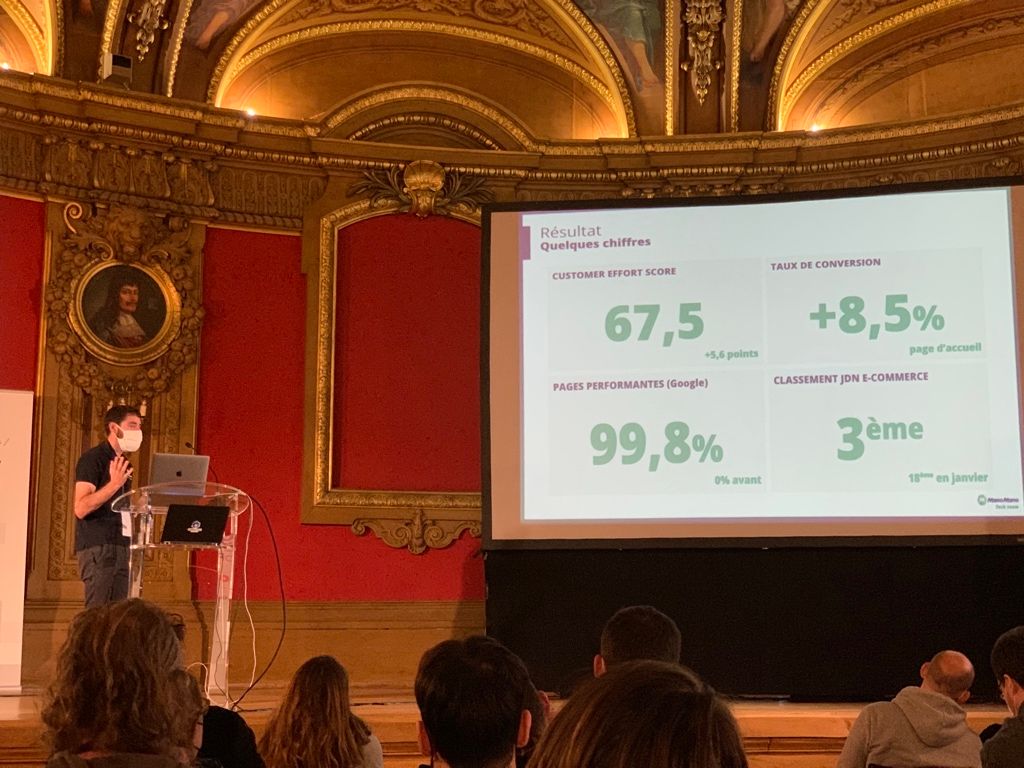 Résultat
Quelques chiffres
CUSTOMER EFFORT SCORE
67,5
+5,6 points
TAUX DE CONVERSION
+8,5%
page d'accueil
PAGES PERFORMANTES (Google)
99,8%
0% avant
CLASSEMENT JDN E-COMMERCE
3ème
18ème en janvier